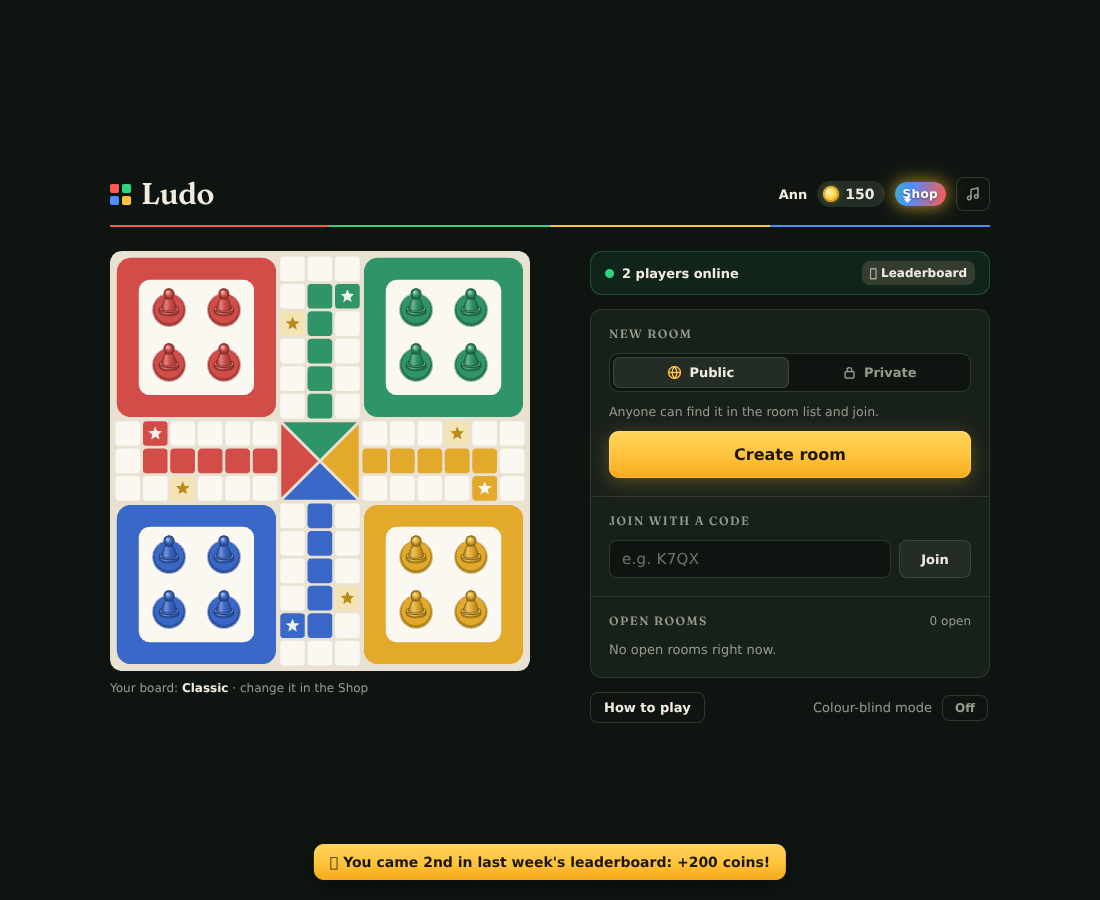 Ludo
Ann
150
Shop
2 players online
Leaderboard
NEW ROOM
Public
Private
Anyone can find it in the room list and join.
Create room
JOIN WITH A CODE
e.g. K7QX
Join
OPEN ROOMS
0 open
No open rooms right now.
Your board: Classic · change it in the Shop
How to play
Colour-blind mode
Off
You came 2nd in last week's leaderboard: +200 coins!